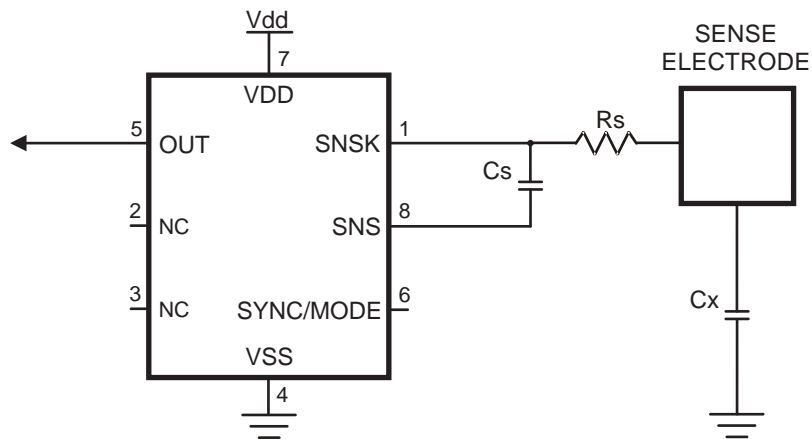 Vdd
7
VDD
SENSE
ELECTRODE
5
OUT
SNSK
1
Rs
Cs
2
NC
SNS
8
3
NC
SYNC/MODE
6
Cx
VSS
4